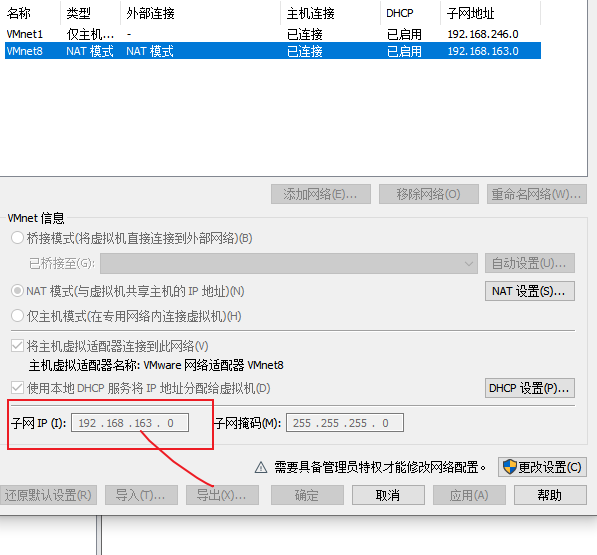 名称 类型 外部连接 主机连接 DHCP 子网地址
VMnet1 仅主机... - 已连接 已启用 192.168.246.0
VMnet8 NAT 模式 NAT 模式 已连接 已启用 192.168.163.0
添加网络(E)... 移除网络(O) 重命名网络(W)...
VMnet 信息
桥接模式(将虚拟机直接连接到外部网络)(B)
已桥接至(G): 自动设置(U)...
NAT 模式(与虚拟机共享主机的 IP 地址)(N) NAT 设置(S)...
仅主机模式(在专用网络内连接虚拟机)(H)
将主机虚拟适配器连接到此网络(V)
主机虚拟适配器名称: VMware 网络适配器 VMnet8
使用本地 DHCP 服务将 IP 地址分配给虚拟机(D) DHCP 设置(P)...
子网 IP (I): 192 .168 .163 . 0 子网掩码(M): 255 .255 .255 . 0
需要具备管理员特权才能修改网络配置。 更改设置(C)
还原默认设置(R) 导入(T)... 导出(X)... 确定 取消 应用(A) 帮助